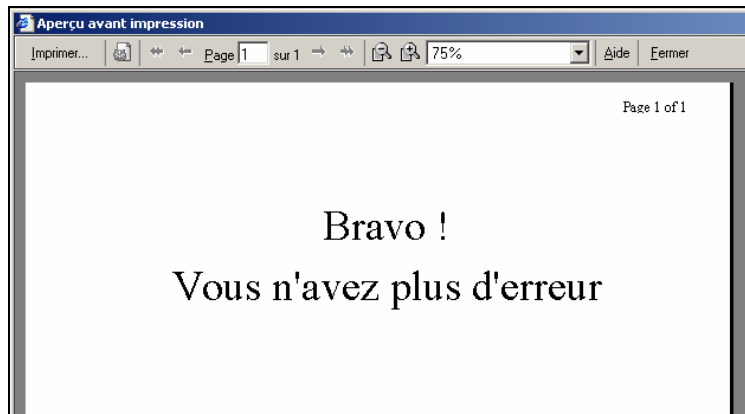 Aperçu avant impression
Imprimer... Page 1 sur 1 75% Aide Fermer
Page 1 of 1
Bravo !
Vous n'avez plus d'erreur